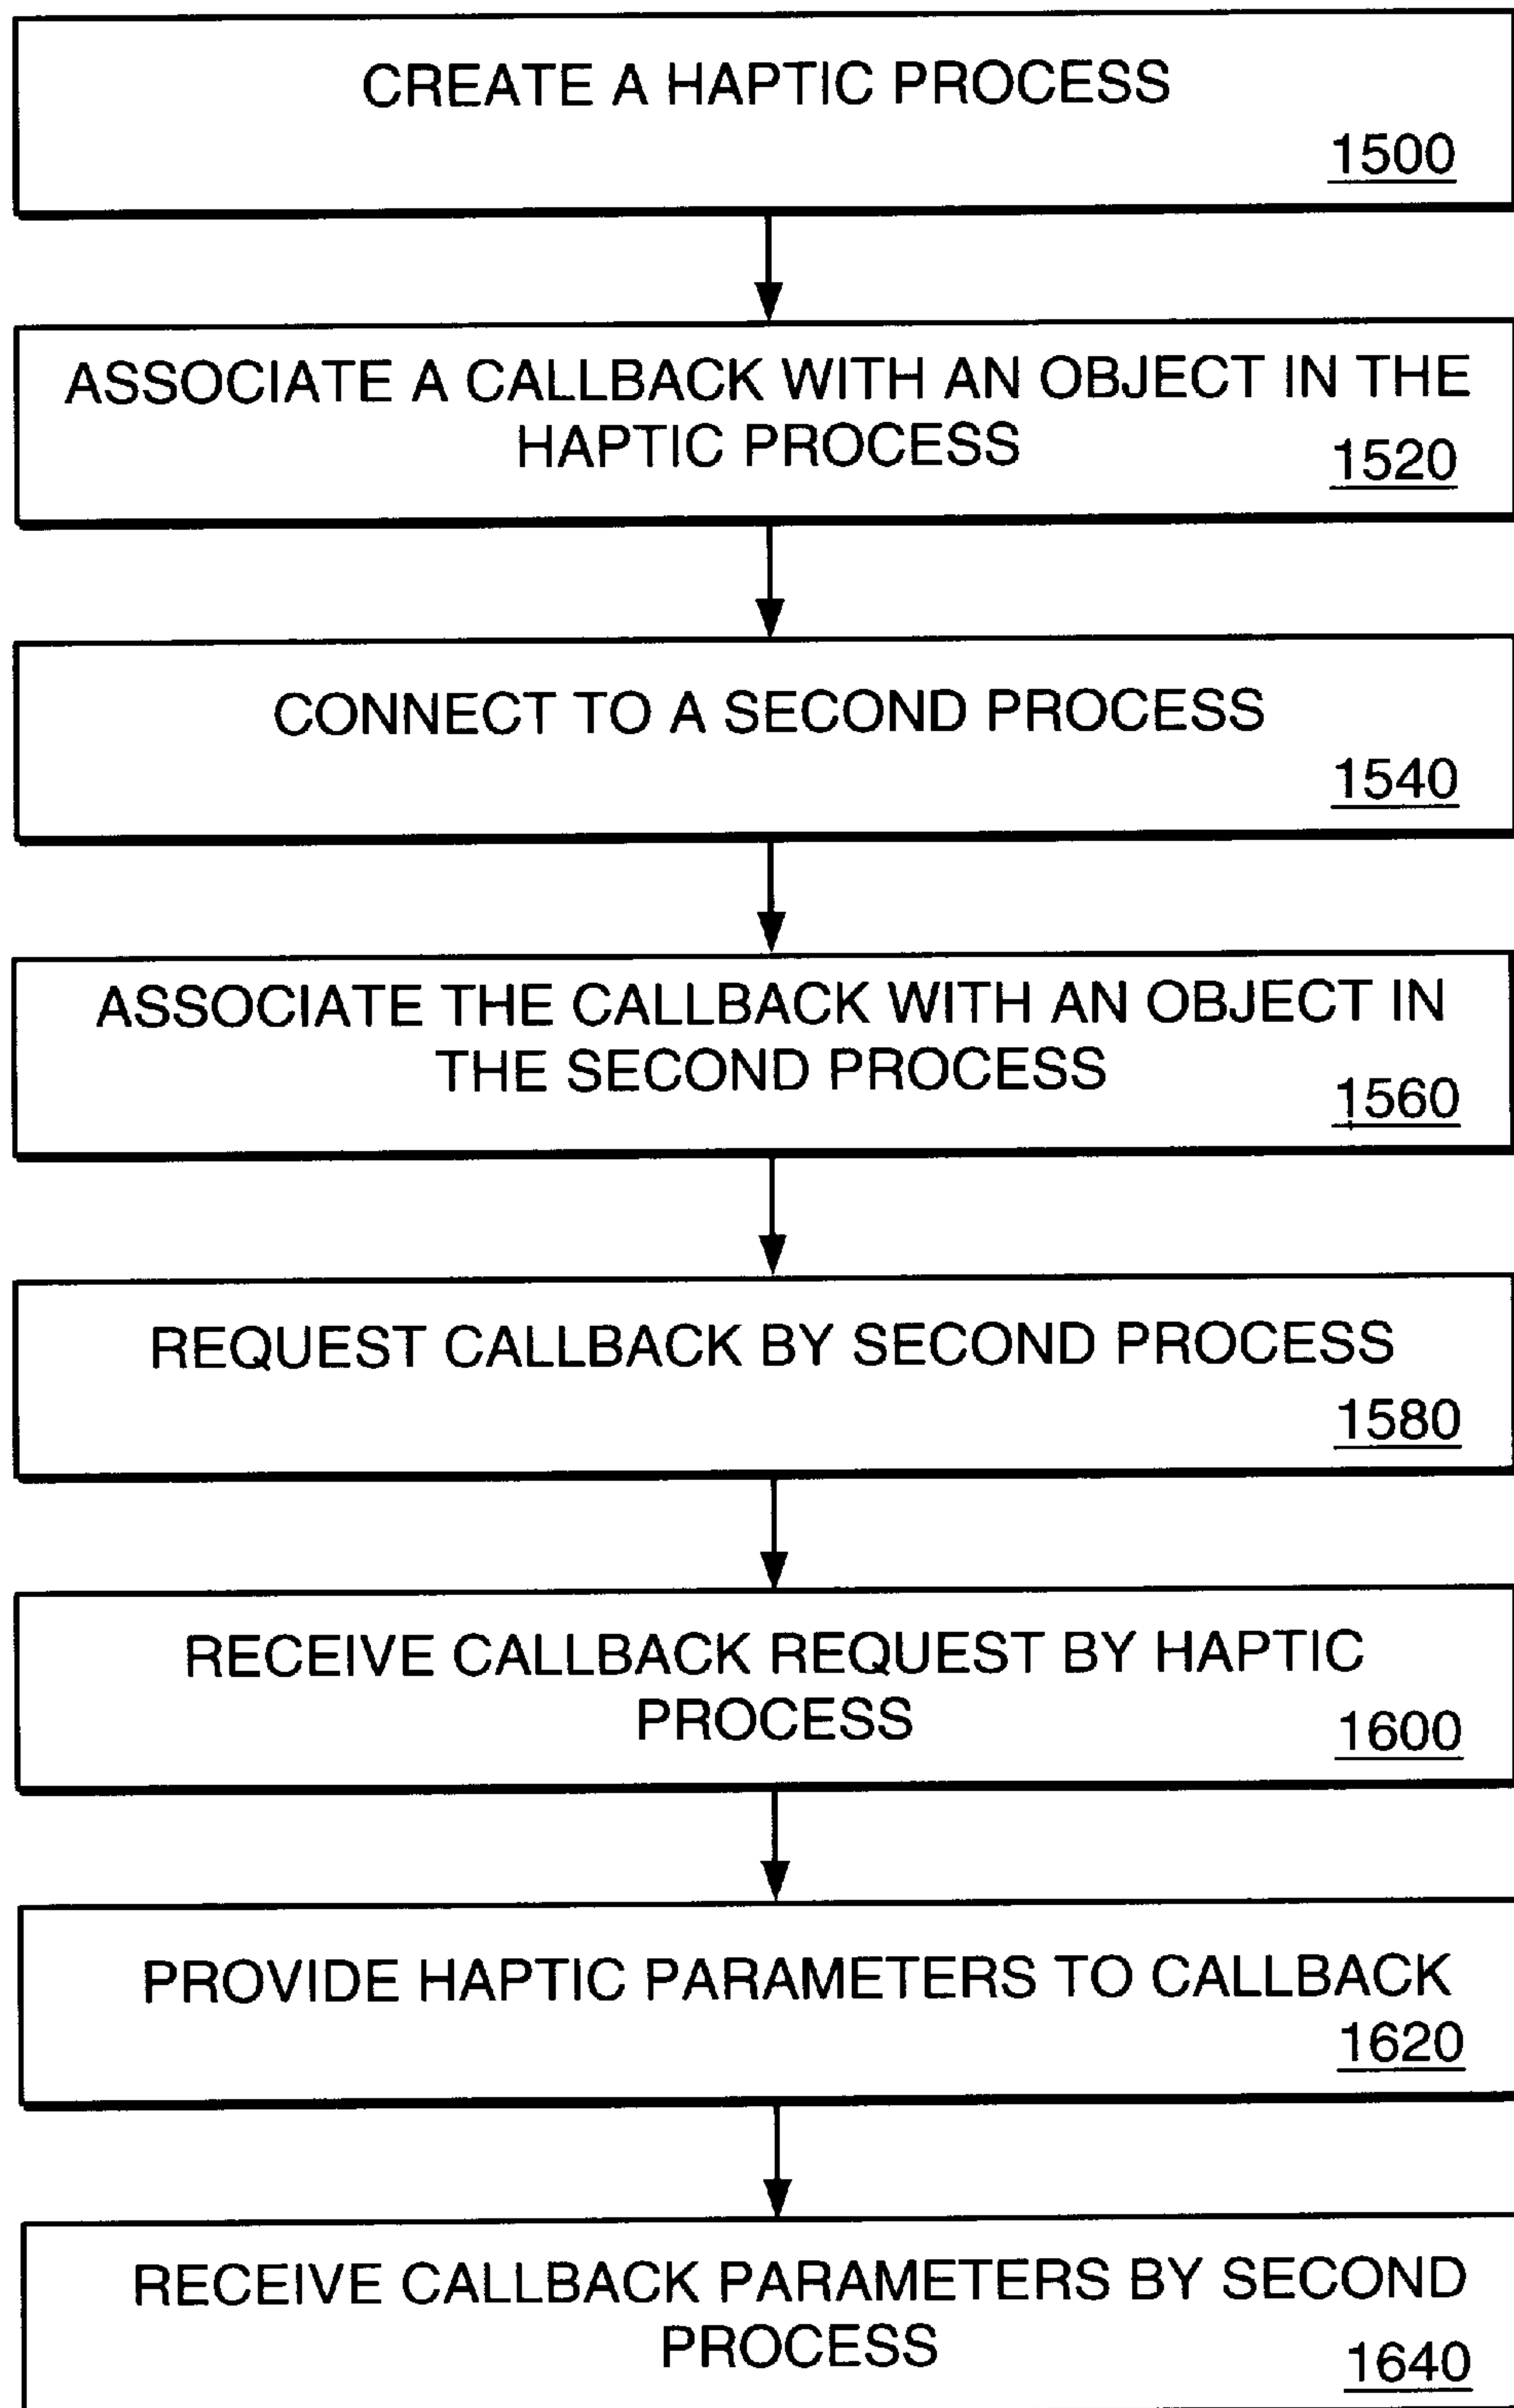 CREATE A HAPTIC PROCESS
1500
ASSOCIATE A CALLBACK WITH AN OBJECT IN THE
HAPTIC PROCESS
1520
CONNECT TO A SECOND PROCESS
1540
ASSOCIATE THE CALLBACK WITH AN OBJECT IN
THE SECOND PROCESS
1560
REQUEST CALLBACK BY SECOND PROCESS
1580
RECEIVE CALLBACK REQUEST BY HAPTIC
PROCESS
1600
PROVIDE HAPTIC PARAMETERS TO CALLBACK
1620
RECEIVE CALLBACK PARAMETERS BY SECOND
PROCESS
1640